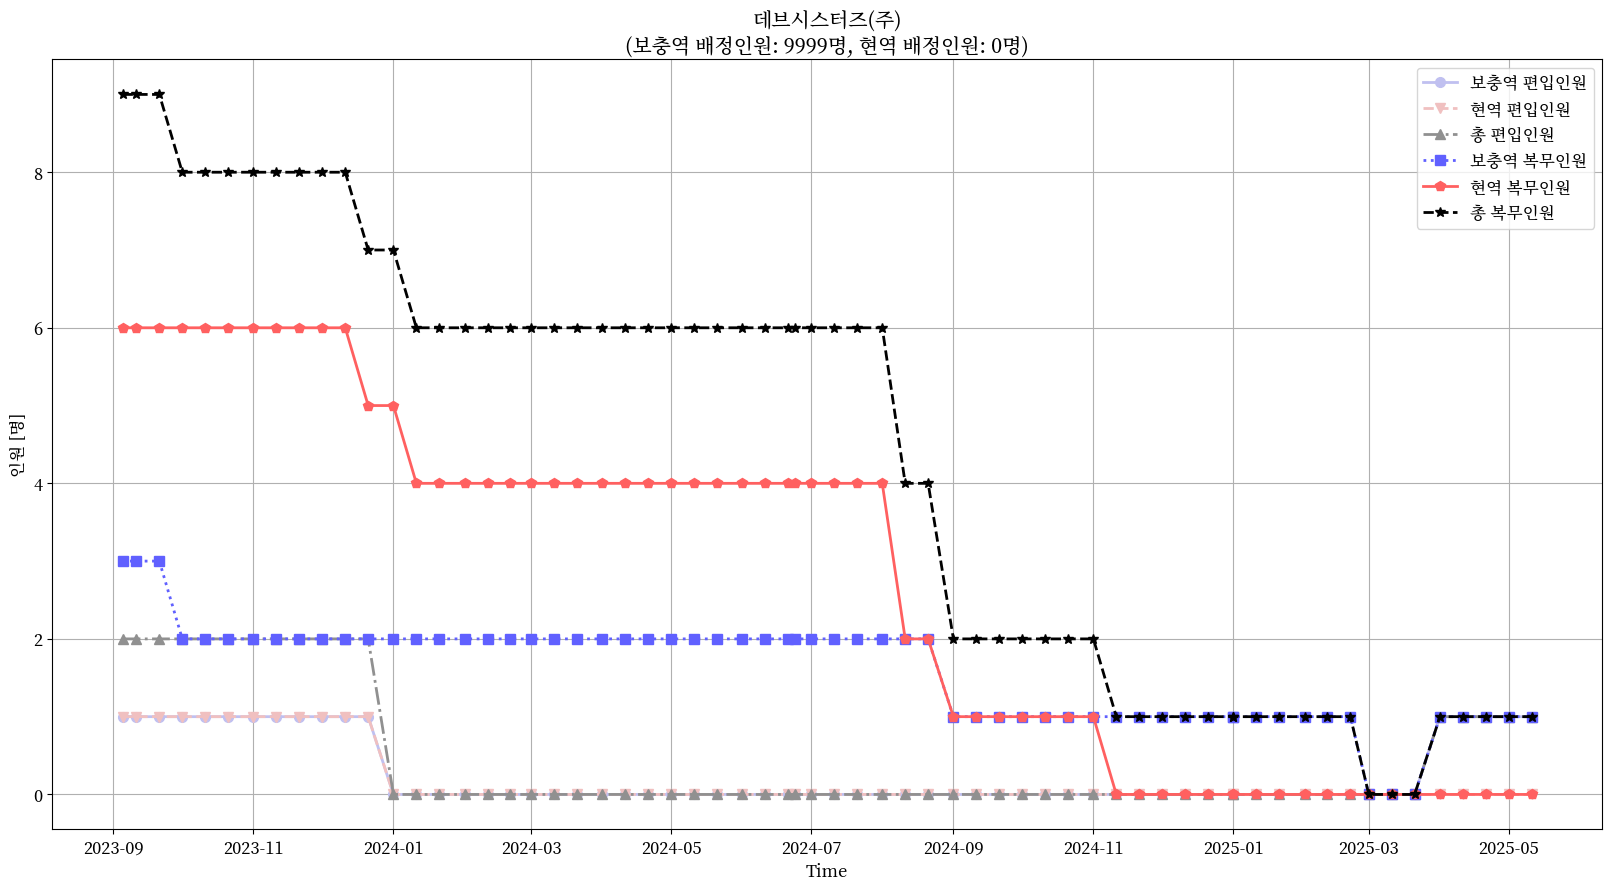 데브시스터즈(주)
(보충역 배정인원: 9999명, 현역 배정인원: 0명)
보충역 편입인원
현역 편입인원
총 편입인원
보충역 복무인원
현역 복무인원
총 복무인원
인원 [명]
8
6
4
2
0
2023-09
2023-11
2024-01
2024-03
2024-05
2024-07
2024-09
2024-11
2025-01
2025-03
2025-05
Time